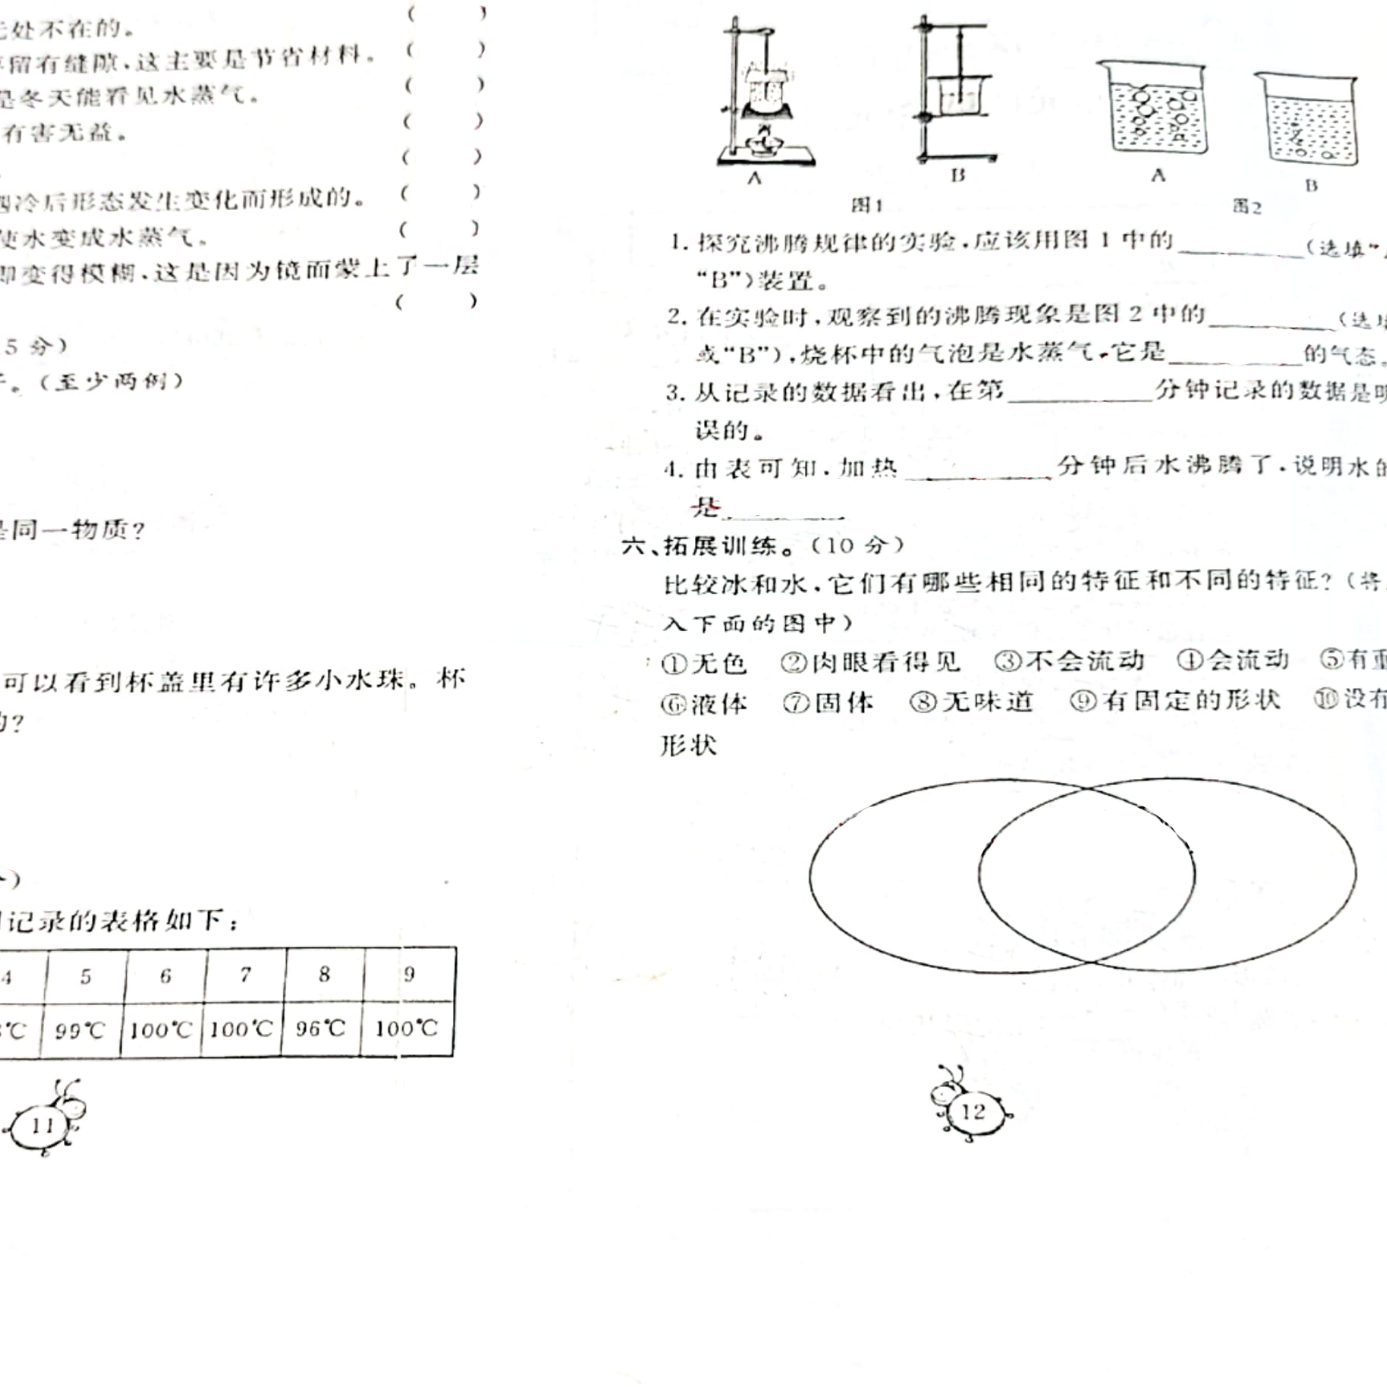 处不在的。 ( )
留有缝隙,这主要是节省材料。 ( )
是冬天能看见水蒸气。 ( )
有害无益。 ( )
( )
遇冷后形态发生变化而形成的。 ( )
使水变成水蒸气。 ( )
即变得模糊,这是因为镜面蒙上了一层
( )
5分)
。(至少两例)
是同一物质?
可以看到杯盖里有许多小水珠。杯
的?
记录的表格如下:
4 5 6 7 8 9
℃ 99℃ 100℃ 100℃ 96℃ 100℃
11
A B A B
图1 图2
1. 探究沸腾规律的实验,应该用图1中的________(选填“
“B”)装置。
2. 在实验时,观察到的沸腾现象是图2中的________(选填
或“B”),烧杯中的气泡是水蒸气,它是________的气态。
3. 从记录的数据看出,在第________分钟记录的数据是明
误的。
4. 由表可知,加热________分钟后水沸腾了,说明水的
是________
六、拓展训练。(10分)
比较冰和水,它们有哪些相同的特征和不同的特征?(将
入下面的图中)
①无色 ②肉眼看得见 ③不会流动 ④会流动 ⑤有重
⑥液体 ⑦固体 ⑧无味道 ⑨有固定的形状 ⑩没有
形状
12